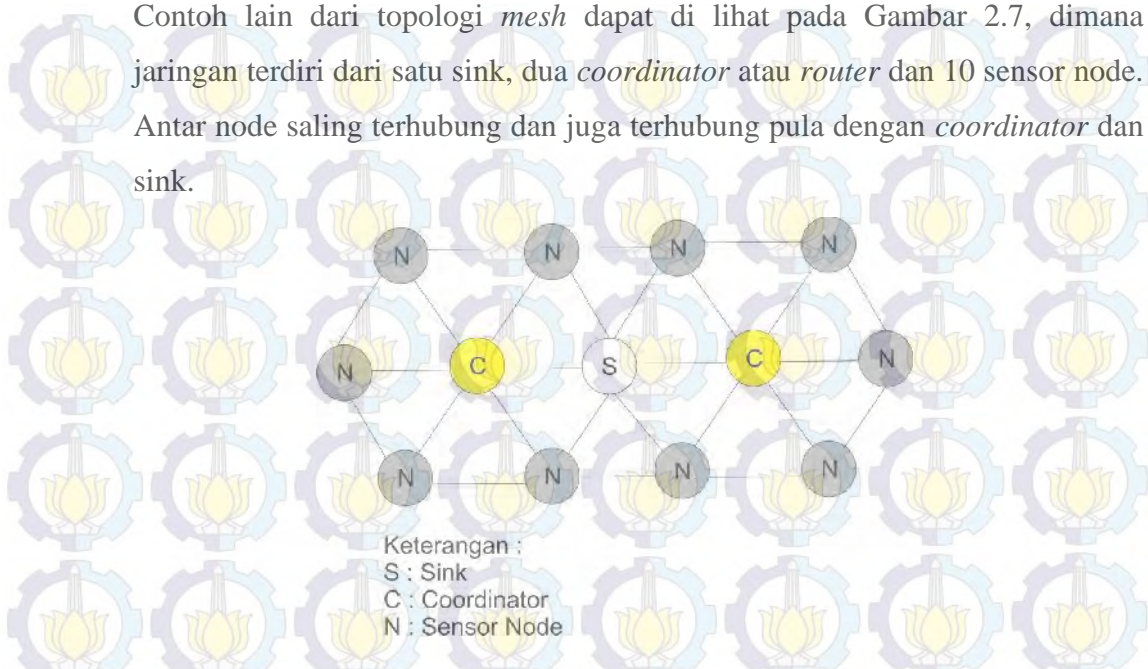 Contoh lain dari topologi mesh dapat di lihat pada Gambar 2.7, dimana
jaringan terdiri dari satu sink, dua coordinator atau router dan 10 sensor node.
Antar node saling terhubung dan juga terhubung pula dengan coordinator dan
sink.
N N N N
N C S C N
N N N N
Keterangan :
S : Sink
C : Coordinator
N : Sensor Node